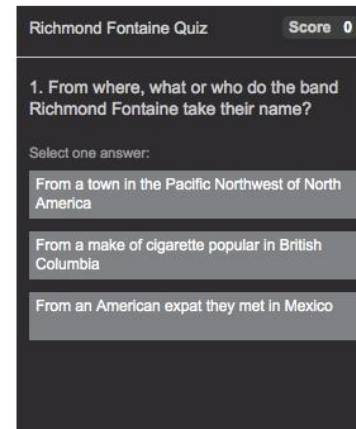 Richmond Fontaine Quiz Score 0
1. From where, what or who do the band
Richmond Fontaine take their name?
Select one answer:
From a town in the Pacific Northwest of North
America
From a make of cigarette popular in British
Columbia
From an American expat they met in Mexico